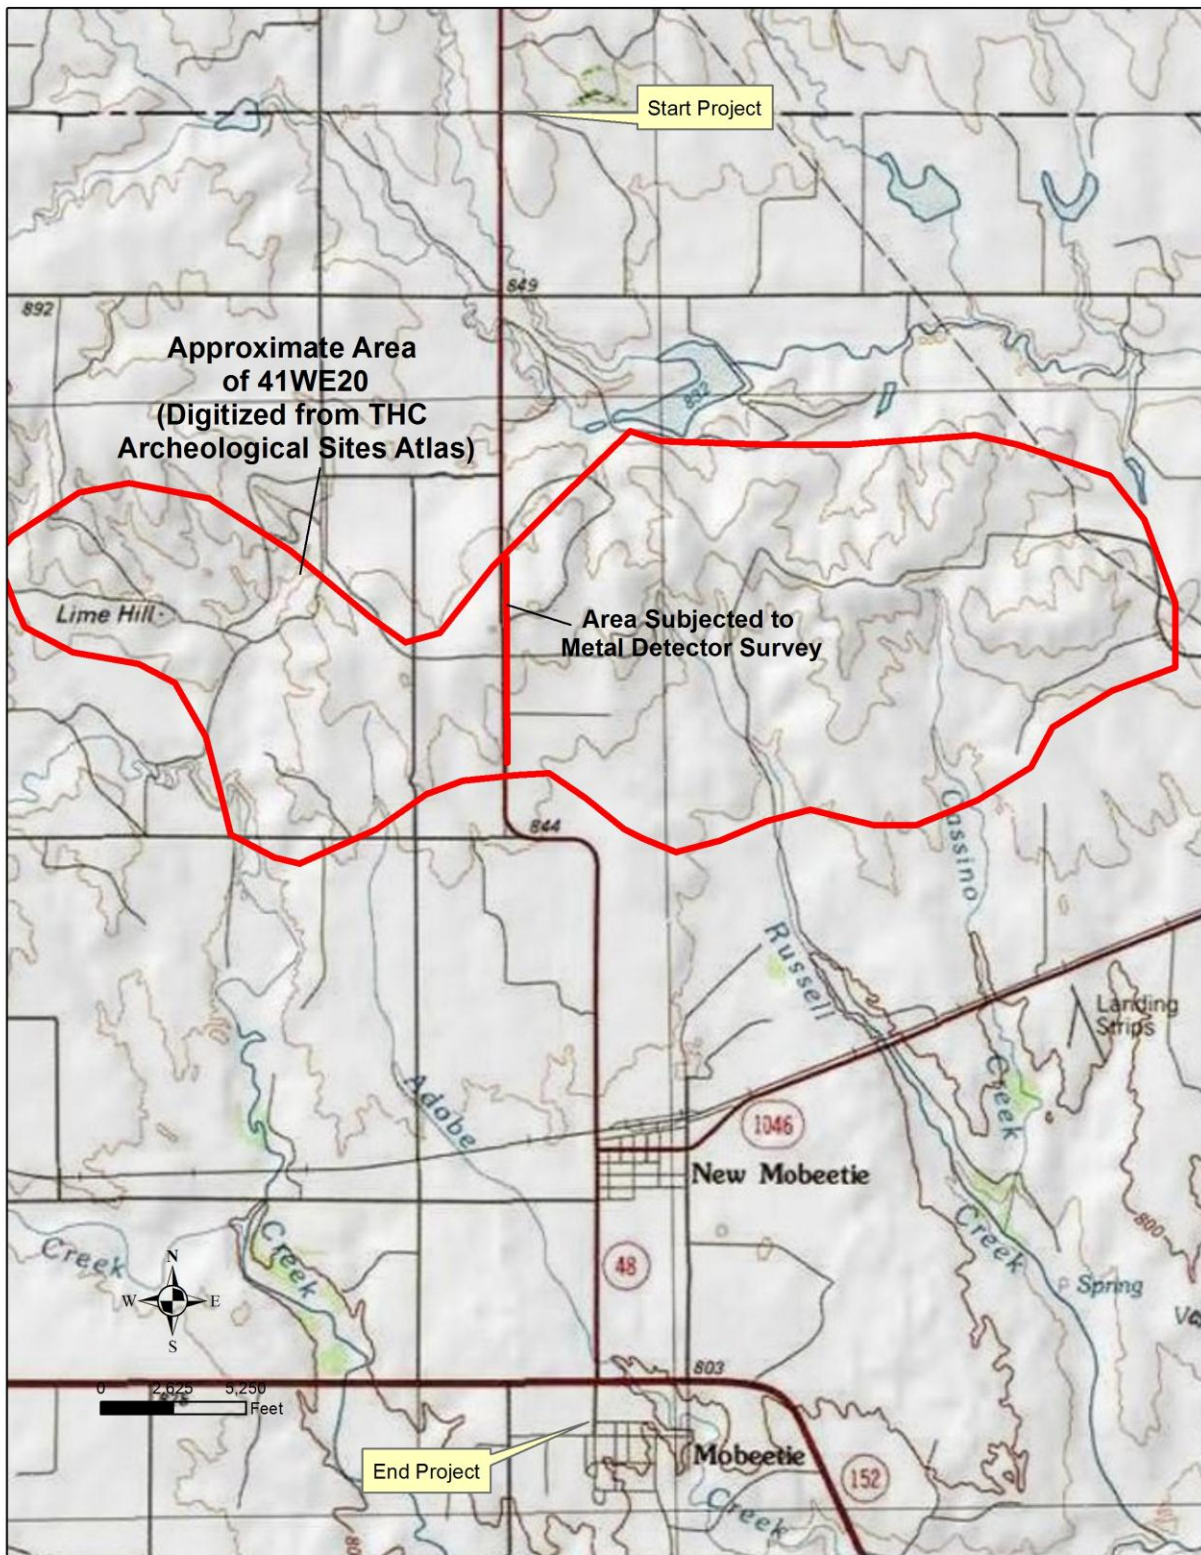 Start Project
849
892
Approximate Area
of 41WE20
(Digitized from THC
Archeological Sites Atlas)
892
Lime Hill
Area Subjected to
Metal Detector Survey
844
Cassino
Russell
Landing
Strips
Adobe
Creek
1046
New Mobeetie
Creek
Creek
Creek
48
N
W
E
S
Spring
800
803
0 2,625 5,250
Feet
End Project
Mobeetie
152
Creek